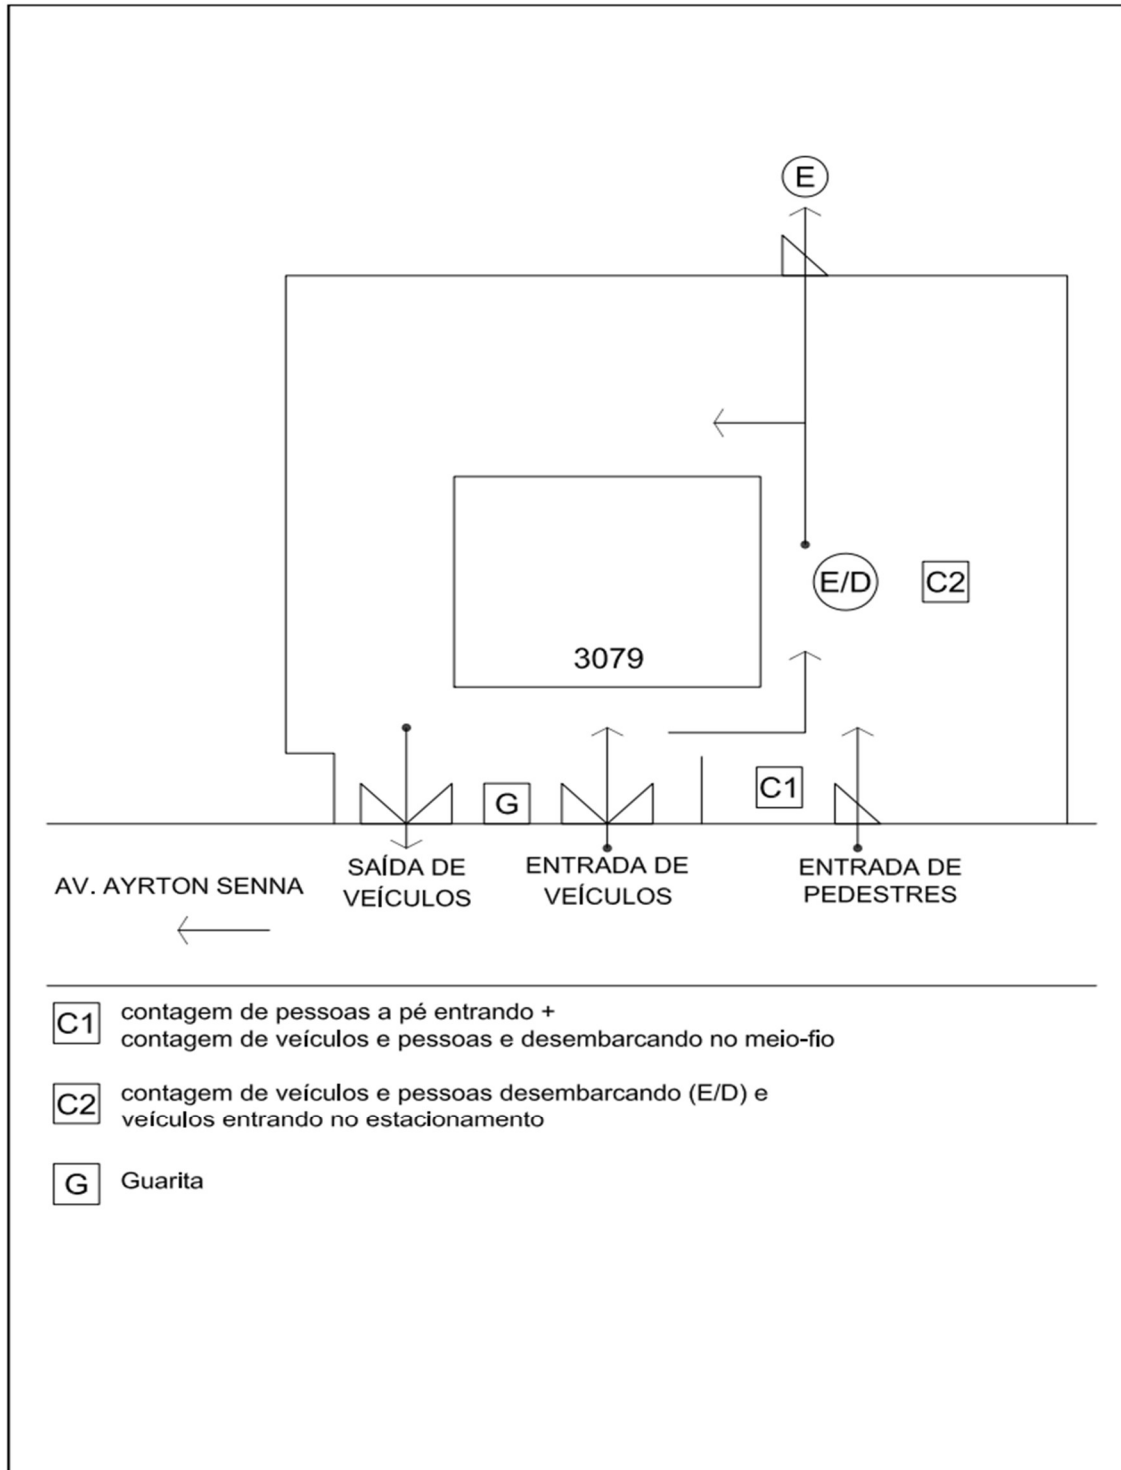 E
E/D
C2
3079
C1
G
SAÍDA DE
VEÍCULOS
ENTRADA DE
VEÍCULOS
ENTRADA DE
PEDESTRES
AV. AYRTON SENNA
C1
contagem de pessoas a pé entrando +
contagem de veículos e pessoas e desembarcando no meio-fio
C2
contagem de veículos e pessoas desembarcando (E/D) e
veículos entrando no estacionamento
G
Guarita